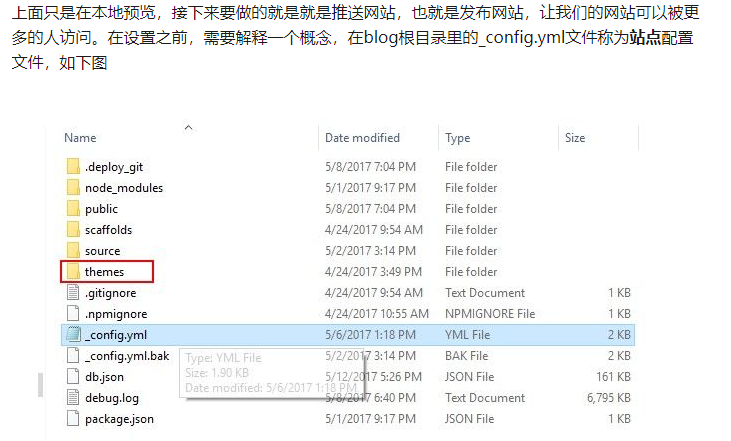 上面只是在本地预览，接下来要做的就是就是推送网站，也就是发布网站，让我们的网站可以被更
多的人访问。在设置之前，需要解释一个概念，在blog根目录里的_config.yml文件称为站点配置
文件，如下图
Name Date modified Type Size
.deploy_git 5/8/2017 7:04 PM File folder
node_modules 5/1/2017 9:17 PM File folder
public 5/8/2017 7:04 PM File folder
scaffolds 4/24/2017 9:54 AM File folder
source 5/2/2017 3:14 PM File folder
themes 4/24/2017 3:49 PM File folder
.gitignore 4/24/2017 9:54 AM Text Document 1 KB
.npmignore 4/24/2017 10:55 AM NPMIGNORE File 1 KB
_config.yml 5/6/2017 1:18 PM YML File 2 KB
_config.yml.bak 5/2/2017 3:14 PM BAK File 2 KB
Type: YML File
Size: 1.90 KB
Date modified: 5/6/2017 1:18 PM
db.json 5/12/2017 5:26 PM JSON File 161 KB
debug.log 5/8/2017 6:40 PM Text Document 6,795 KB
package.json 5/1/2017 9:17 PM JSON File 1 KB